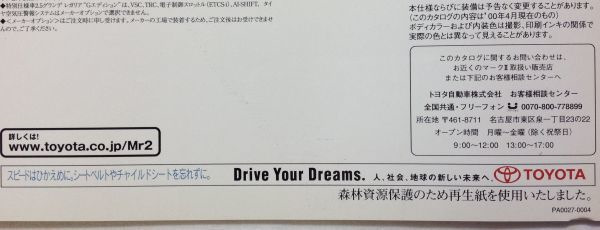 ◆特別仕様車2.5グランデ レガリア"Gエディション"は、VSC、TRC、電子制御スロットル(ETCS i)、AI-SHIFT、タイ
ヤ空気圧警報システムはメーカーオプションで選択できません。
◆<メーカーオプション>はご注文時に申し受けます。メーカーの工場で装着するため、ご注文後はお受けできませ
ん。ご了承ください。
本仕様ならびに装備は予告なく変更することがあります。
(このカタログの内容は'00年4月現在のもの)
ボディカラーおよび内装色は撮影、印刷インキの関係で
実際の色とは異なって見えることがあります。
このカタログに関するお問い合わせは、
お近くのマークⅡ取扱い販売店
または下記のお客様相談センターへ
トヨタ自動車株式会社 お客様相談センター
全国共通・フリーフォン 0070-800-778899
所在地 〒461-8711 名古屋市東区泉一丁目23の22
オープン時間 月曜〜金曜(除く祝祭日)
9:00〜12:00 13:00〜17:00
詳しくは!
www.toyota.co.jp/Mr2
スピードはひかえめに。シートベルトやチャイルドシートを忘れずに。 Drive Your Dreams. 人、社会、地球の新しい未来へ。 TOYOTA
森林資源保護のため再生紙を使用いたしました。
PA0027-0004